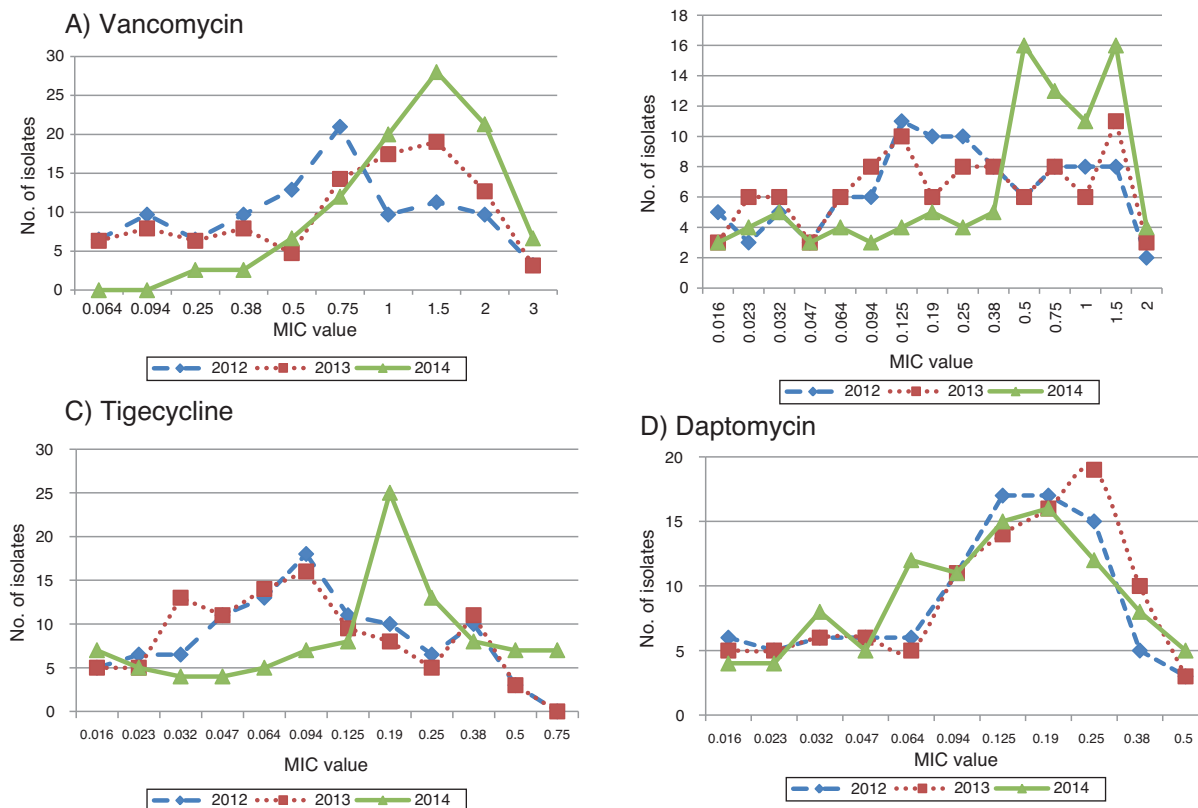 A) Vancomycin
30
25
20
15
10
5
0
No. of isolates
0.064 0.094 0.25 0.38 0.5 0.75 1 1.5 2 3
MIC value
2012 2013 2014
18
16
14
12
10
8
6
4
2
0
No. of isolates
0.016 0.023 0.032 0.047 0.064 0.094 0.125 0.19 0.25 0.38 0.5 0.75 1 1.5 2
MIC value
2012 2013 2014
C) Tigecycline
30
25
20
15
10
5
0
No. of isolates
0.016 0.023 0.032 0.047 0.064 0.094 0.125 0.19 0.25 0.38 0.5 0.75
MIC value
2012 2013 2014
D) Daptomycin
20
15
10
5
0
No. of isolates
0.016 0.023 0.032 0.047 0.064 0.094 0.125 0.19 0.25 0.38 0.5
MIC value
2012 2013 2014